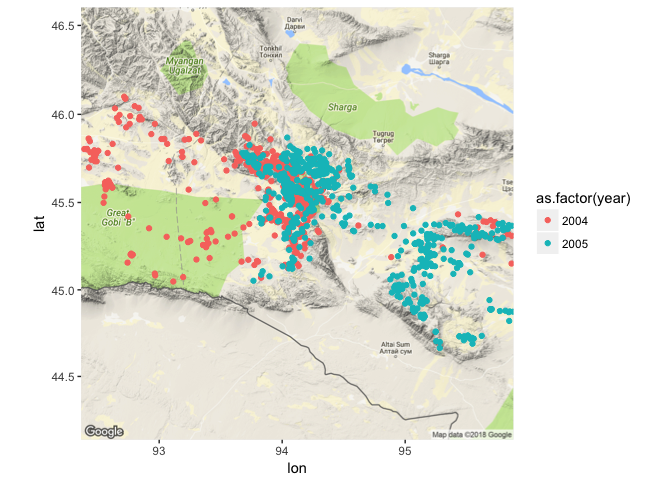 46.5
46.0
45.5
45.0
44.5
lat
93
94
95
lon
Darvi
Дарви
Tonkhil
Тонхил
Myangan
Ugalzat
Sharga
Шарга
Sharga
Tugrug
Төгрөг
Great
Gobi 'B'
Altai Sum
Алтай сум
Google
Map data ©2018 Google
as.factor(year)
2004
2005